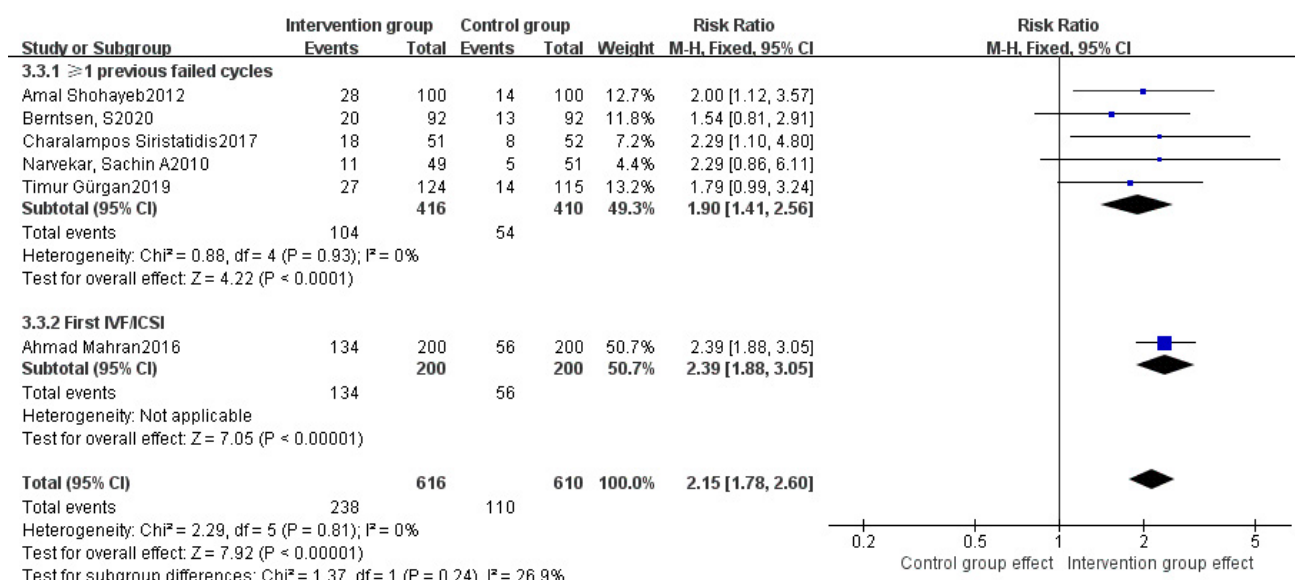 Intervention group Control group Risk Ratio Risk Ratio
Study or Subgroup Events Total Events Total Weight M-H, Fixed, 95% CI M-H, Fixed, 95% CI
3.3.1 ≥1 previous failed cycles
Amal Shohayeb2012 28 100 14 100 12.7% 2.00 [1.12, 3.57]
Berntsen, S2020 20 92 13 92 11.8% 1.54 [0.81, 2.91]
Charalampos Siristatidis2017 18 51 8 52 7.2% 2.29 [1.10, 4.80]
Narvekar, Sachin A2010 11 49 5 51 4.4% 2.29 [0.86, 6.11]
Timur Gürgan2019 27 124 14 115 13.2% 1.79 [0.99, 3.24]
Subtotal (95% CI) 416 410 49.3% 1.90 [1.41, 2.56]
Total events 104 54
Heterogeneity: Chi² = 0.88, df = 4 (P = 0.93); I² = 0%
Test for overall effect: Z = 4.22 (P < 0.0001)
3.3.2 First IVF/ICSI
Ahmad Mahran2016 134 200 56 200 50.7% 2.39 [1.88, 3.05]
Subtotal (95% CI) 200 200 50.7% 2.39 [1.88, 3.05]
Total events 134 56
Heterogeneity: Not applicable
Test for overall effect: Z = 7.05 (P < 0.00001)
Total (95% CI) 616 610 100.0% 2.15 [1.78, 2.60]
Total events 238 110
Heterogeneity: Chi² = 2.29, df = 5 (P = 0.81); I² = 0%
Test for overall effect: Z = 7.92 (P < 0.00001)
Test for subgroup differences: Chi² = 1.37, df = 1 (P = 0.24), I² = 26.9%
0.2 0.5 1 2 5
Control group effect Intervention group effect